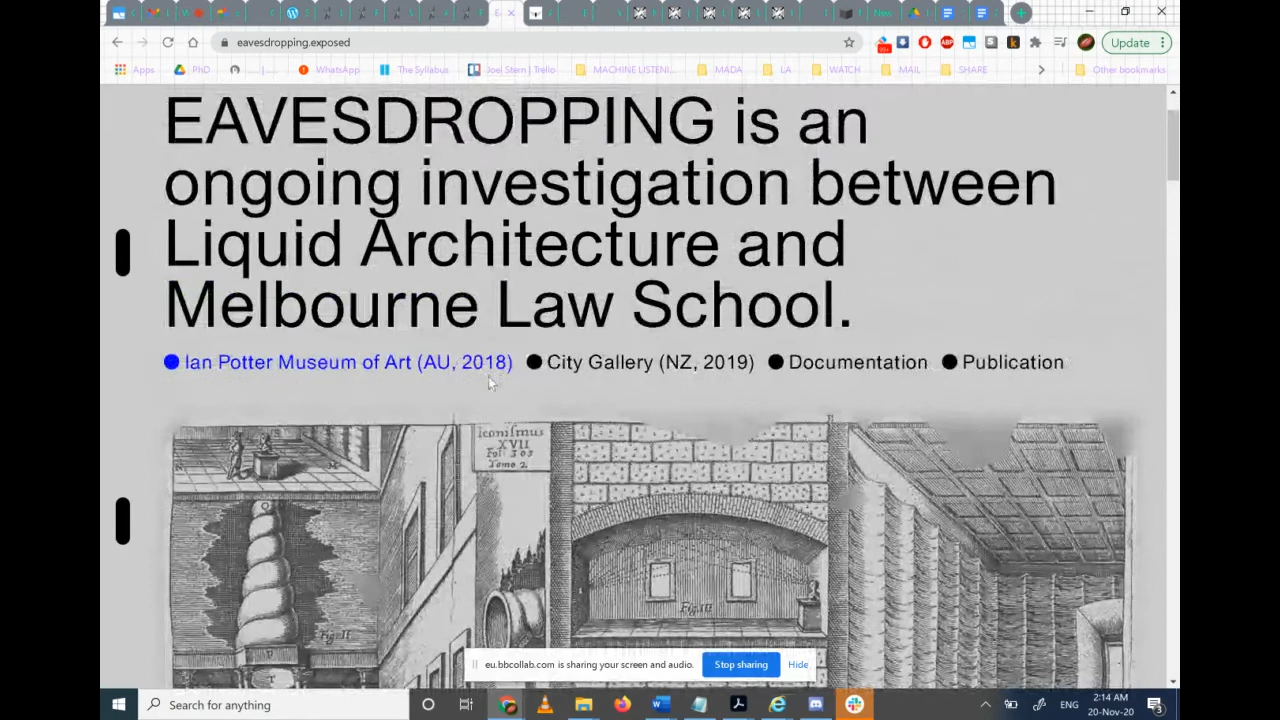 eavesdropping.exposed
Update
Apps
PhD
WhatsApp
The Syllabus
Joel Stern | Trello
MACHINE LISTENI...
MADA
LA
WATCH
MAIL
SHARE
Other bookmarks
EAVESDROPPING is an
ongoing investigation between
Liquid Architecture and
Melbourne Law School.
Ian Potter Museum of Art (AU, 2018) City Gallery (NZ, 2019) Documentation Publication
Iconismus
XVII
Fol: 303
Tome 2.
Fig. II
Fig. III
eu.bbcollab.com is sharing your screen and audio.
Stop sharing
Hide
Search for anything
ENG
2:14 AM
20-Nov-20
3